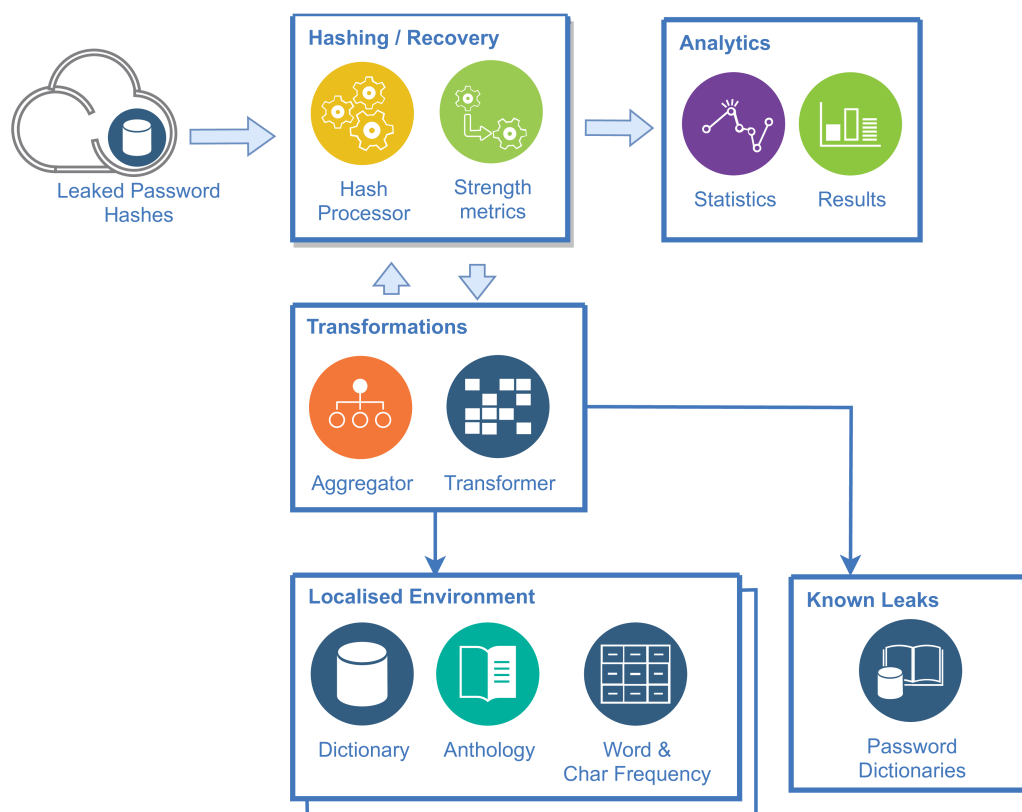 Hashing / Recovery
Analytics
Leaked Password
Hashes
Hash
Processor
Strength
metrics
Statistics
Results
Transformations
Aggregator
Transformer
Localised Environment
Known Leaks
Dictionary
Anthology
Word &
Char Frequency
Password
Dictionaries